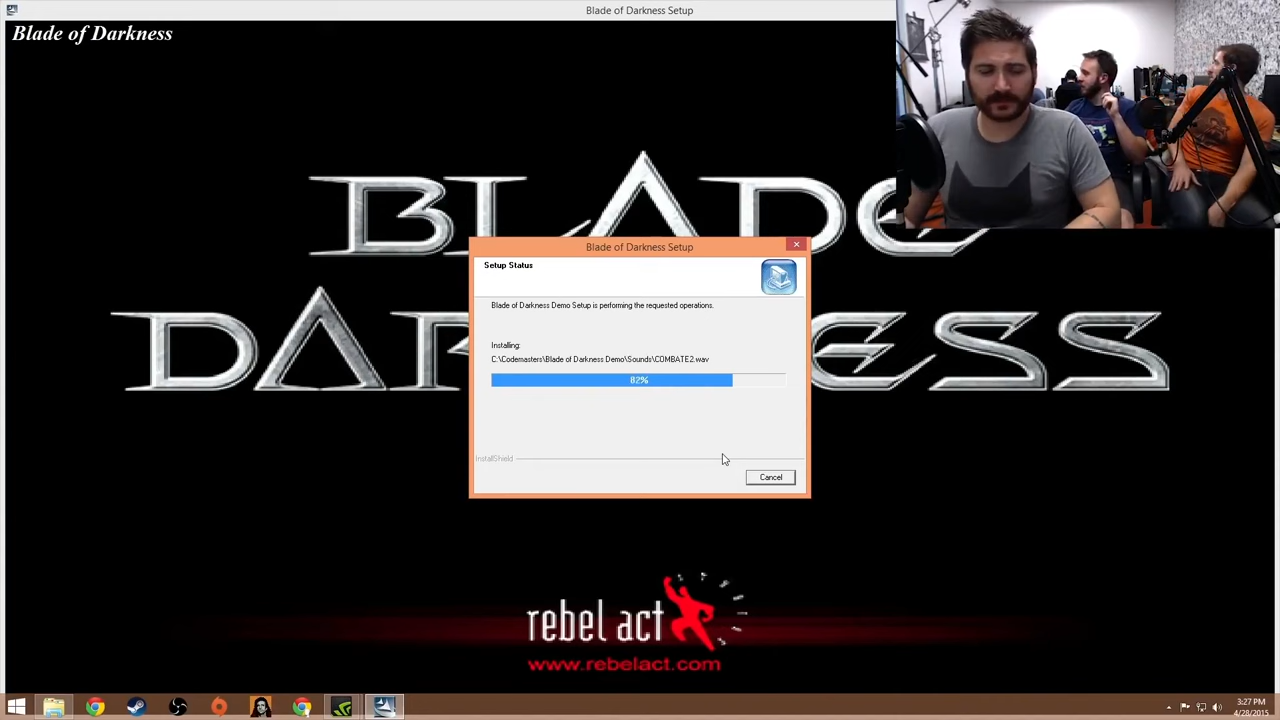 Blade of Darkness Setup
Blade of Darkness
BLADE
DARKNESS
Blade of Darkness Setup
Setup Status
Blade of Darkness Demo Setup is performing the requested operations.
Installing:
C:\Codemasters\Blade of Darkness Demo\Sounds\COMBATE2.wav
82%
InstallShield
Cancel
rebel act
www.rebelact.com
3:27 PM
4/28/2015